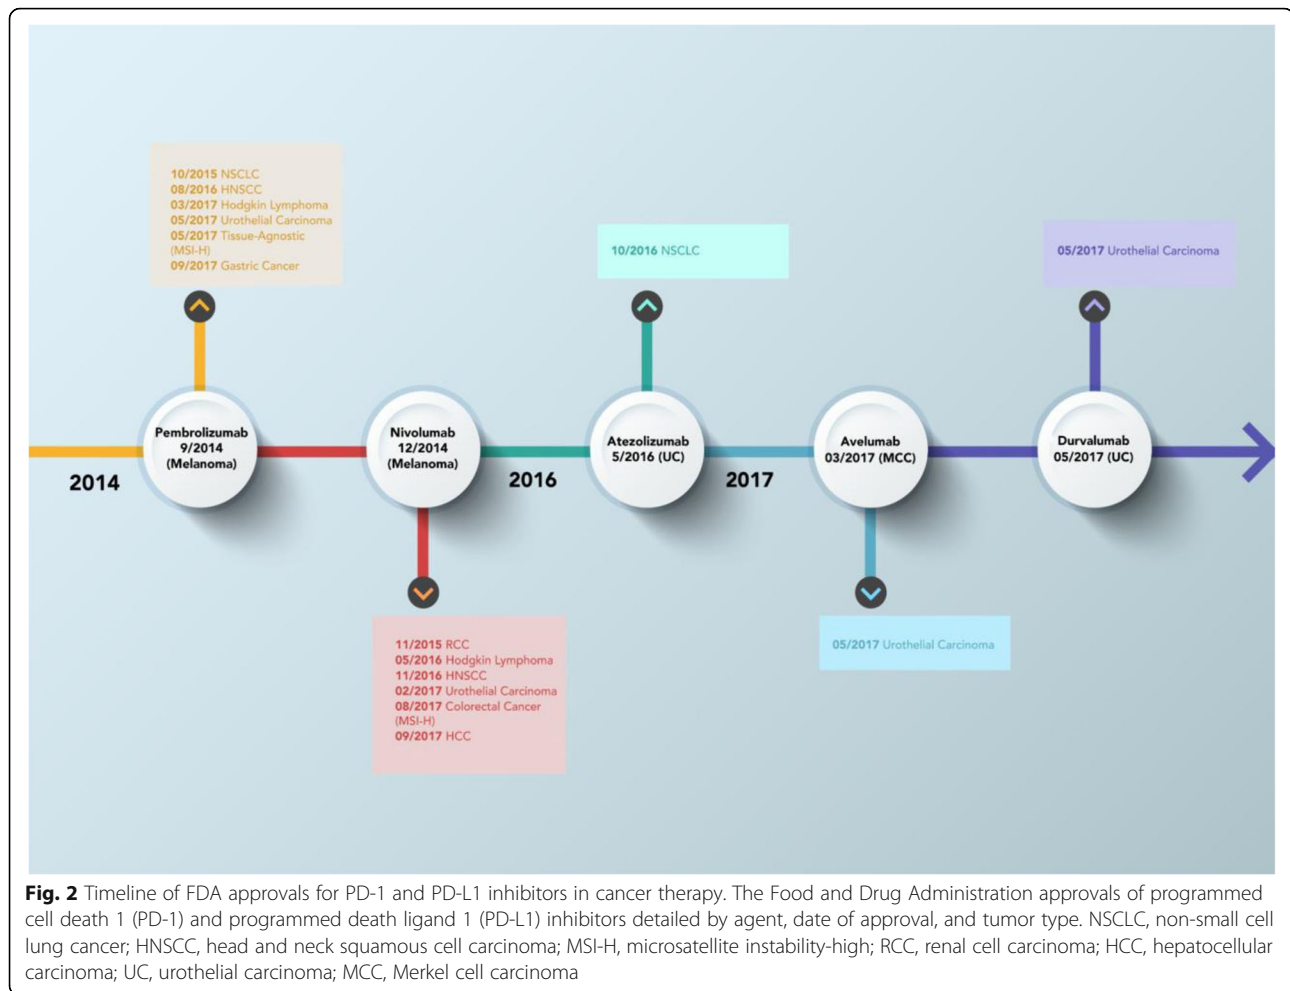 10/2015 NSCLC
08/2016 HNSCC
03/2017 Hodgkin Lymphoma
05/2017 Urothelial Carcinoma
05/2017 Tissue-Agnostic
(MSI-H)
09/2017 Gastric Cancer
10/2016 NSCLC
05/2017 Urothelial Carcinoma
Pembrolizumab
9/2014
(Melanoma)
Nivolumab
12/2014
(Melanoma)
Atezolizumab
5/2016 (UC)
Avelumab
03/2017 (MCC)
Durvalumab
05/2017 (UC)
2014
2016
2017
11/2015 RCC
05/2016 Hodgkin Lymphoma
11/2016 HNSCC
02/2017 Urothelial Carcinoma
08/2017 Colorectal Cancer
(MSI-H)
09/2017 HCC
05/2017 Urothelial Carcinoma
Fig. 2 Timeline of FDA approvals for PD-1 and PD-L1 inhibitors in cancer therapy. The Food and Drug Administration approvals of programmed
cell death 1 (PD-1) and programmed death ligand 1 (PD-L1) inhibitors detailed by agent, date of approval, and tumor type. NSCLC, non-small cell
lung cancer; HNSCC, head and neck squamous cell carcinoma; MSI-H, microsatellite instability-high; RCC, renal cell carcinoma; HCC, hepatocellular
carcinoma; UC, urothelial carcinoma; MCC, Merkel cell carcinoma